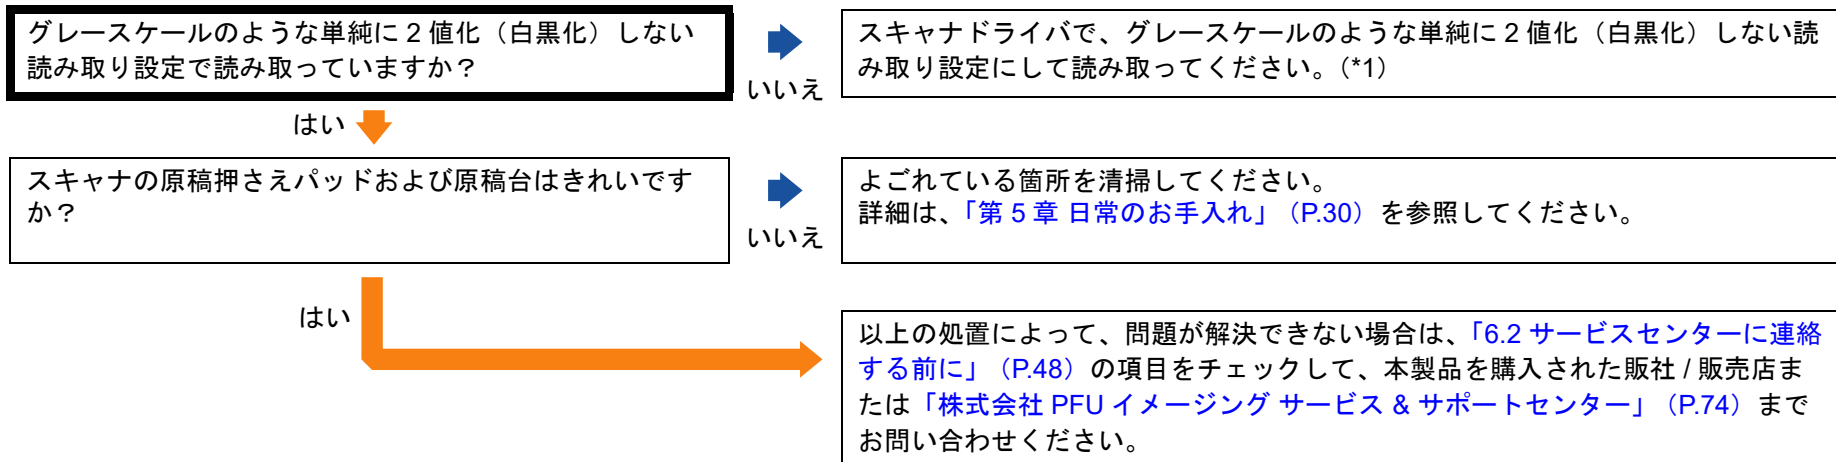 グレースケールのような単純に 2 値化（白黒化）しない
読み取り設定で読み取っていますか？
いいえ
スキャナドライバで、グレースケールのような単純に 2 値化（白黒化）しない読
み取り設定にして読み取ってください。(*1)
はい
スキャナの原稿押さえパッドおよび原稿台はきれいです
か？
いいえ
よごれている箇所を清掃してください。
詳細は、「第 5 章 日常のお手入れ」（P.30）を参照してください。
はい
以上の処置によって、問題が解決できない場合は、「6.2 サービスセンターに連絡
する前に」（P.48）の項目をチェックして、本製品を購入された販社 / 販売店ま
たは「株式会社 PFU イメージング サービス & サポートセンター」（P.74）まで
お問い合わせください。